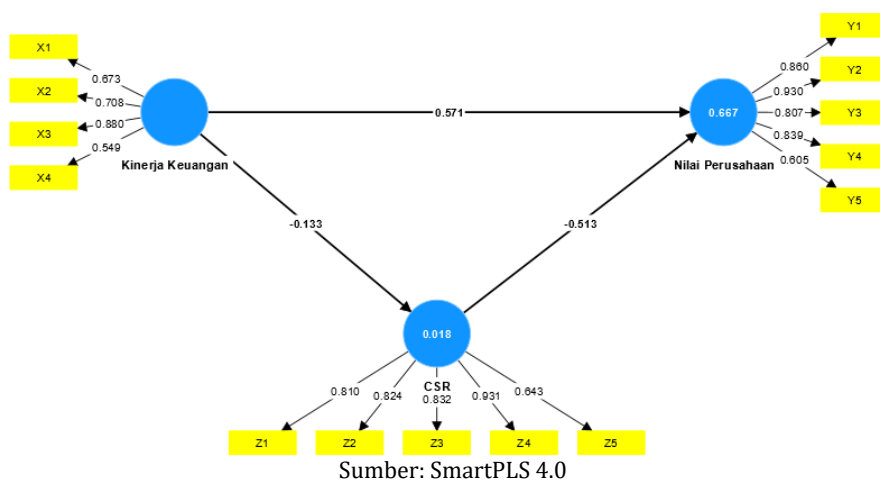 X1
0.673
X2
0.708
X3
0.880
X4
0.549
Kinerja Keuangan
0.571
Y1
0.860
Y2
0.930
0.667
0.807
Y3
0.839
Y4
0.605
Y5
Nilai Perusahaan
-0.133
-0.513
0.018
CSR
0.810
0.824
0.832
0.931
0.643
Z1
Z2
Z3
Z4
Z5
Sumber: SmartPLS 4.0